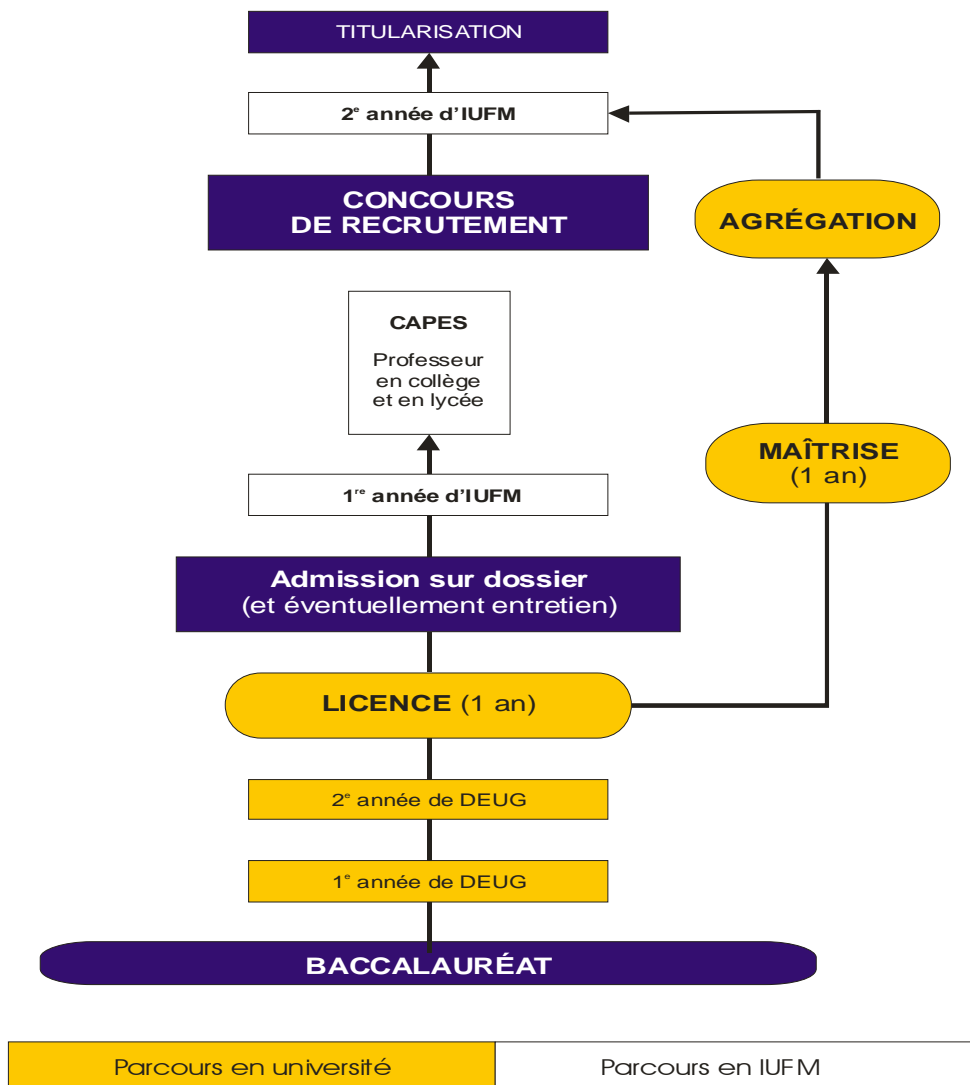 TITULARISATION
2e année d'IUFM
CONCOURS
DE RECRUTEMENT
AGRÉGATION
CAPES
Professeur
en collège
et en lycée
MAÎTRISE
(1 an)
1re année d'IUFM
Admission sur dossier
(et éventuellement entretien)
LICENCE (1 an)
2e année de DEUG
1e année de DEUG
BACCALAURÉAT
Parcours en université
Parcours en IUFM